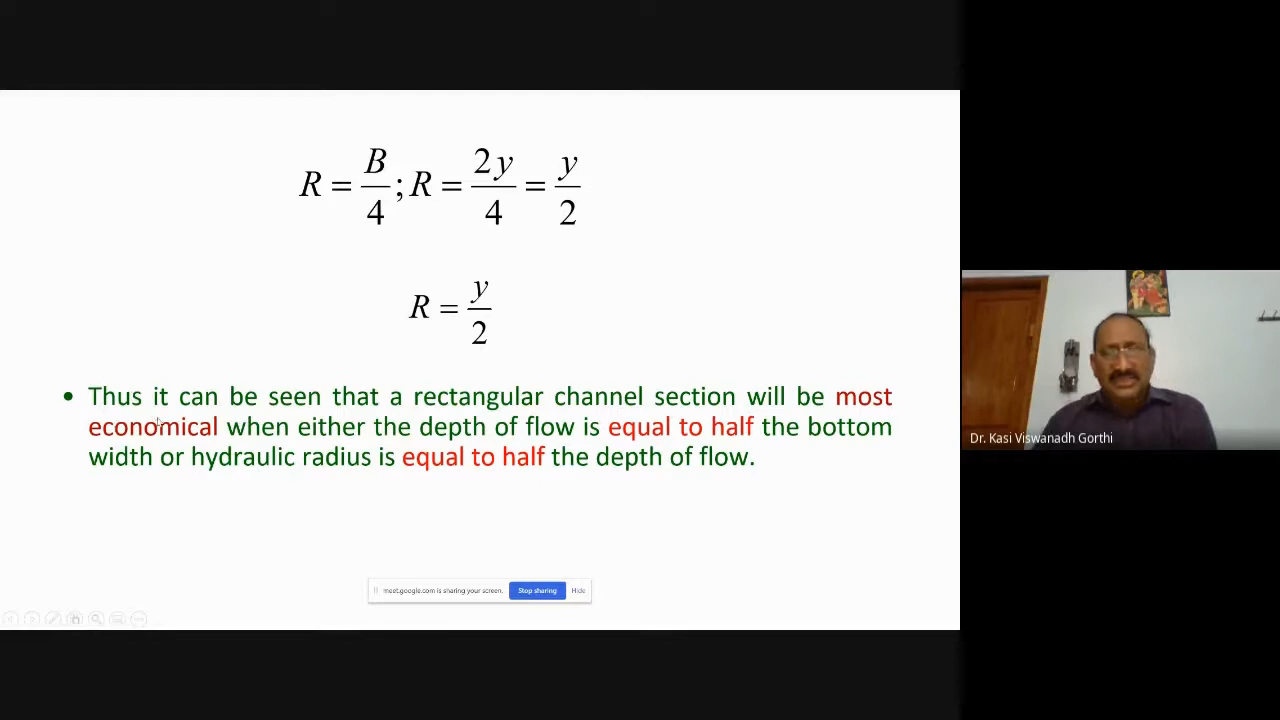 R = B/4 ; R = 2y/4 = y/2
R = y/2
• Thus it can be seen that a rectangular channel section will be most
economical when either the depth of flow is equal to half the bottom
width or hydraulic radius is equal to half the depth of flow.
Dr. Kasi Viswanadh Gorthi
meet.google.com is sharing your screen. Stop sharing Hide